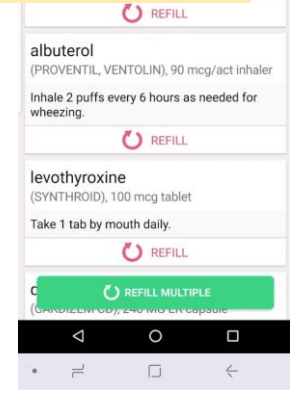 REFILL
albuterol
(PROVENTIL, VENTOLIN), 90 mcg/act inhaler
Inhale 2 puffs every 6 hours as needed for
wheezing.
REFILL
levothyroxine
(SYNTHROID), 100 mcg tablet
Take 1 tab by mouth daily.
REFILL
REFILL MULTIPLE